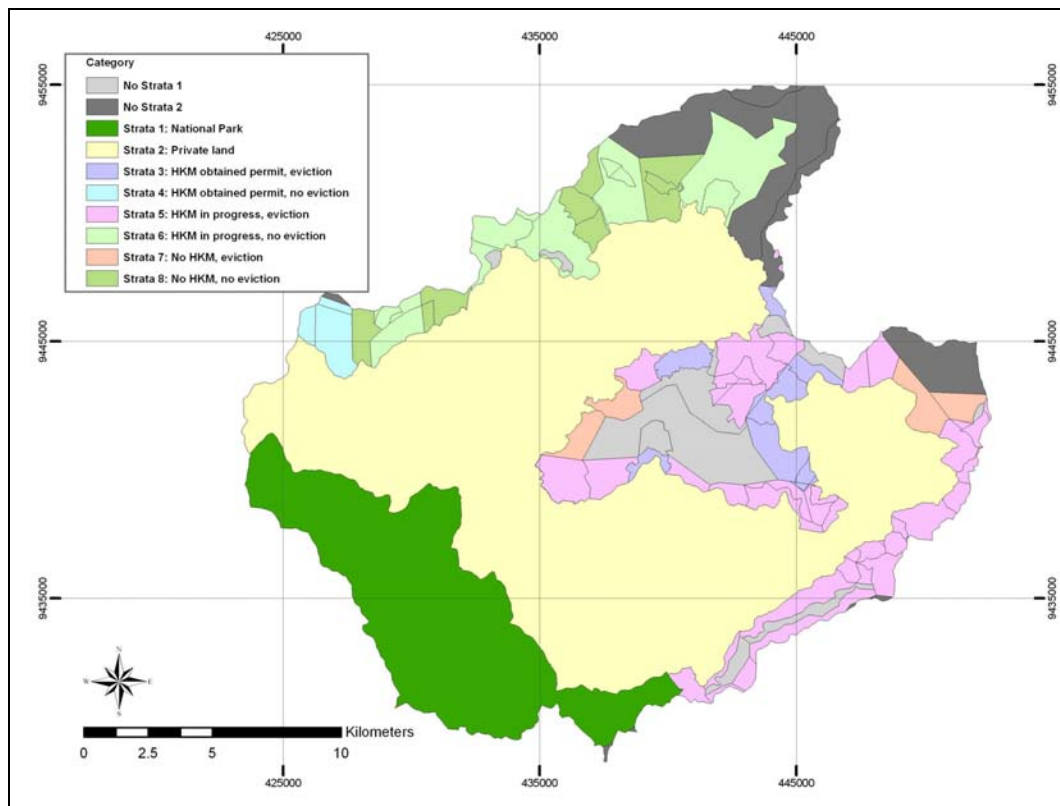 425000 435000 445000
Category
No Strata 1
No Strata 2
Strata 1: National Park
Strata 2: Private land
Strata 3: HKM obtained permit, eviction
Strata 4: HKM obtained permit, no eviction
Strata 5: HKM in progress, eviction
Strata 6: HKM in progress, no eviction
Strata 7: No HKM, eviction
Strata 8: No HKM, no eviction
9455000
9455000
9445000
9445000
9435000
9435000
N
W E
S
Kilometers
0 2.5 5 10
425000 435000 445000